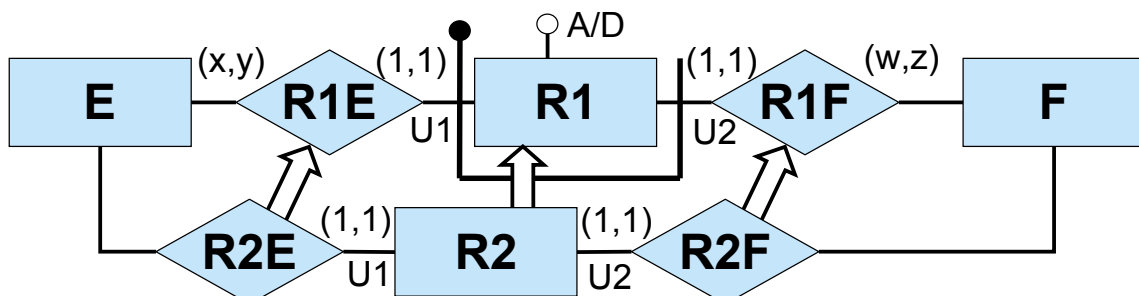 A/D
(x,y) (1,1) (1,1) (w,z)
E R1E R1 R1F F
U1 U2
(1,1) (1,1)
R2E R2 R2F
U1 U2